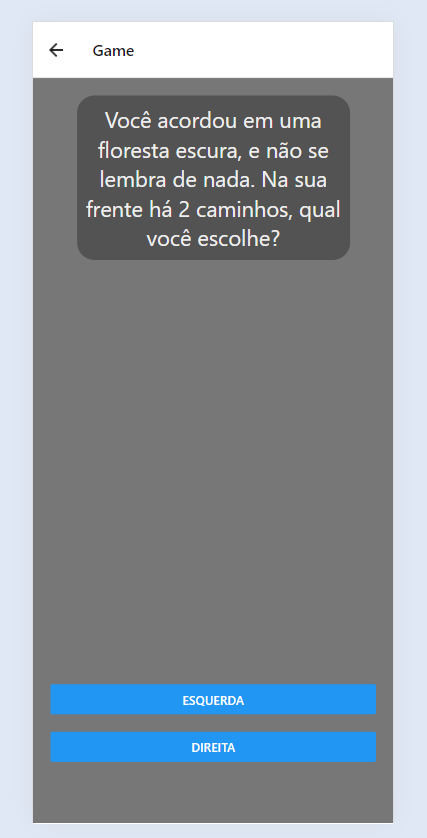 Game
Você acordou em uma
floresta escura, e não se
lembra de nada. Na sua
frente há 2 caminhos, qual
você escolhe?
ESQUERDA
DIREITA